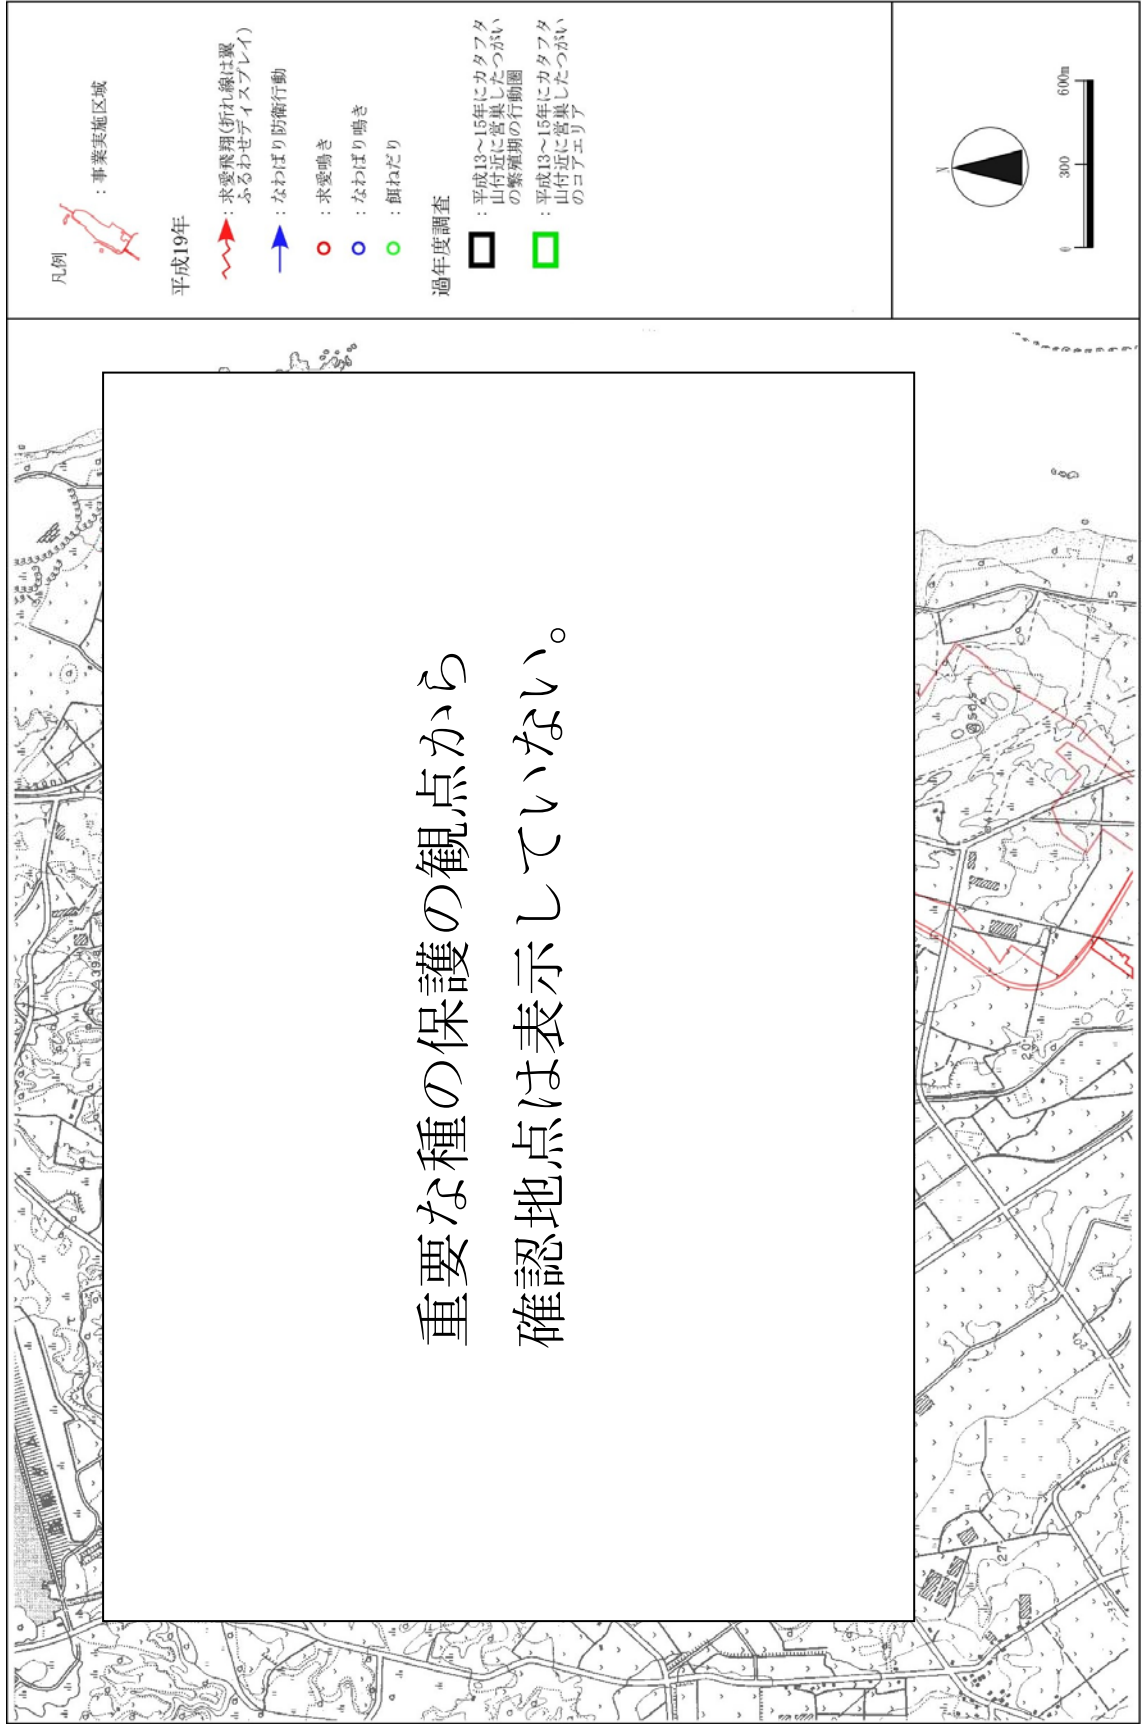 凡例
：事業実施区域
平成19年
：求愛飛翔(折れ線は翼
ふるわせディスプレイ)
：なわばり防衛行動
：求愛鳴き
：なわばり鳴き
：餌ねだり
過年度調査
：平成13～15年にカタフタ
山付近に営巣したつがい
の繁殖期の行動圏
：平成13～15年にカタフタ
山付近に営巣したつがい
のコアエリア
N
0 300 600m
重要な種の保護の観点から
確認地点は表示していない。
27
20